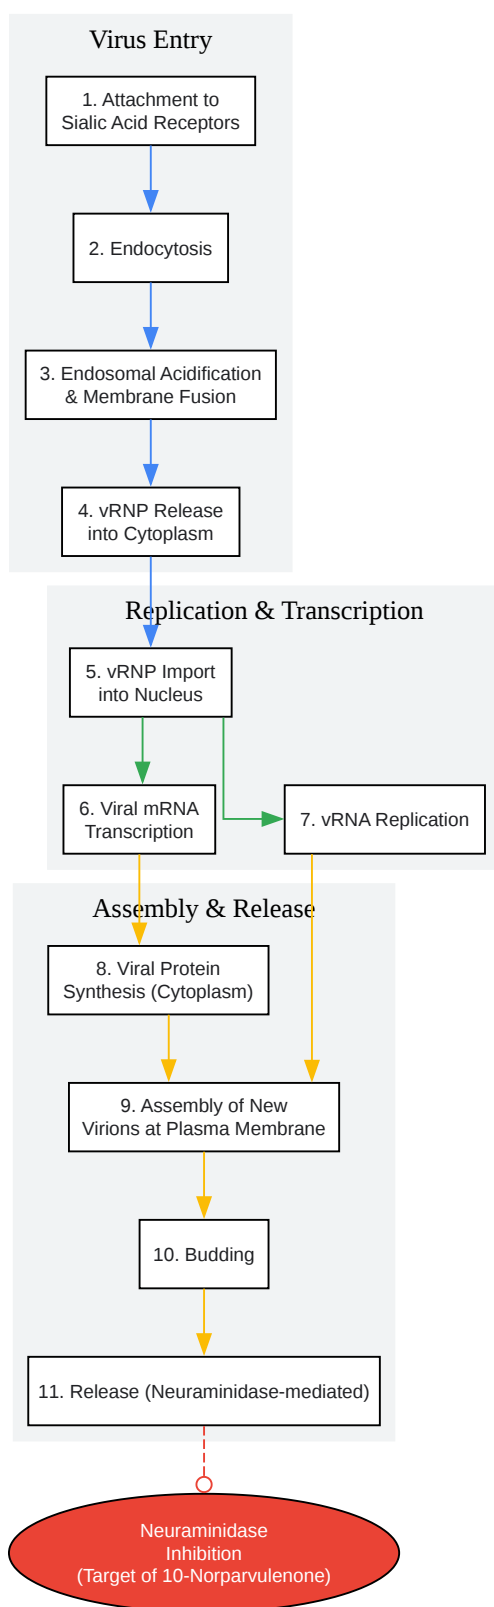 Virus Entry
1. Attachment to
Sialic Acid Receptors
2. Endocytosis
3. Endosomal Acidification
& Membrane Fusion
4. vRNP Release
into Cytoplasm
Replication & Transcription
5. vRNP Import
into Nucleus
6. Viral mRNA
Transcription
7. vRNA Replication
Assembly & Release
8. Viral Protein
Synthesis (Cytoplasm)
9. Assembly of New
Virions at Plasma Membrane
10. Budding
11. Release (Neuraminidase-mediated)
Neuraminidase
Inhibition
(Target of 10-Norparvulenone)